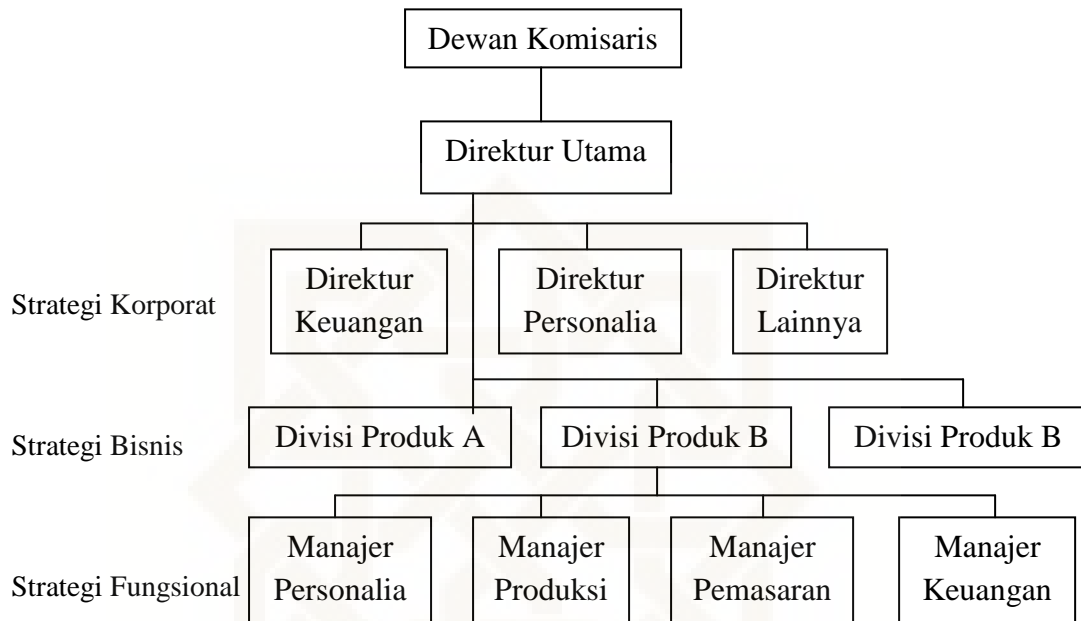 Dewan Komisaris
Direktur Utama
Strategi Korporat
Direktur
Keuangan
Direktur
Personalia
Direktur
Lainnya
Strategi Bisnis
Divisi Produk A
Divisi Produk B
Divisi Produk B
Strategi Fungsional
Manajer
Personalia
Manajer
Produksi
Manajer
Pemasaran
Manajer
Keuangan